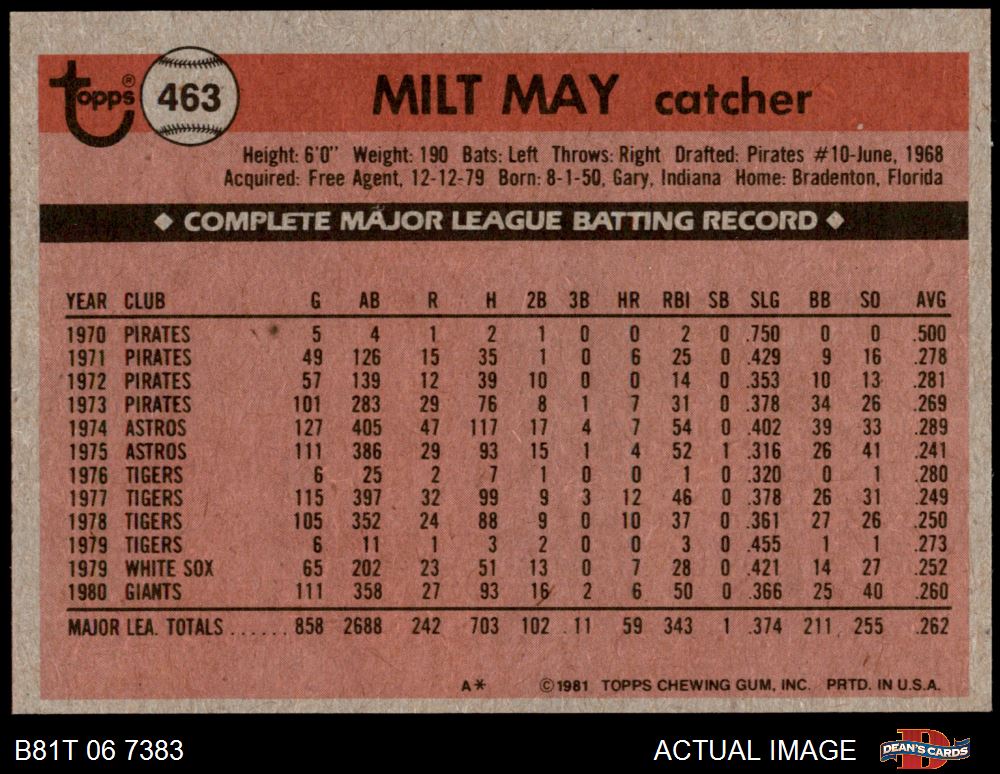 Topps® 463 MILT MAY catcher
Height: 6'0" Weight: 190 Bats: Left Throws: Right Drafted: Pirates #10-June, 1968
Acquired: Free Agent, 12-12-79 Born: 8-1-50, Gary, Indiana Home: Bradenton, Florida
◆ COMPLETE MAJOR LEAGUE BATTING RECORD ◆
YEAR CLUB G AB R H 2B 3B HR RBI SB SLG BB SO AVG
1970 PIRATES 5 4 1 2 1 0 0 2 0 .750 0 0 .500
1971 PIRATES 49 126 15 35 1 0 6 25 0 .429 9 16 .278
1972 PIRATES 57 139 12 39 10 0 0 14 0 .353 10 13 .281
1973 PIRATES 101 283 29 76 8 1 7 31 0 .378 34 26 .269
1974 ASTROS 127 405 47 117 17 4 7 54 0 .402 39 33 .289
1975 ASTROS 111 386 29 93 15 1 4 52 1 .316 26 41 .241
1976 TIGERS 6 25 2 7 1 0 0 1 0 .320 0 1 .280
1977 TIGERS 115 397 32 99 9 3 12 46 0 .378 26 31 .249
1978 TIGERS 105 352 24 88 9 0 10 37 0 .361 27 26 .250
1979 TIGERS 6 11 1 3 2 0 0 3 0 .455 1 1 .273
1979 WHITE SOX 65 202 23 51 13 0 7 28 0 .421 14 27 .252
1980 GIANTS 111 358 27 93 16 2 6 50 0 .366 25 40 .260
MAJOR LEA. TOTALS ...... 858 2688 242 703 102 11 59 343 1 .374 211 255 .262
A* ©1981 TOPPS CHEWING GUM, INC. PRTD. IN U.S.A.
B81T 06 7383 ACTUAL IMAGE DEAN'S CARDS